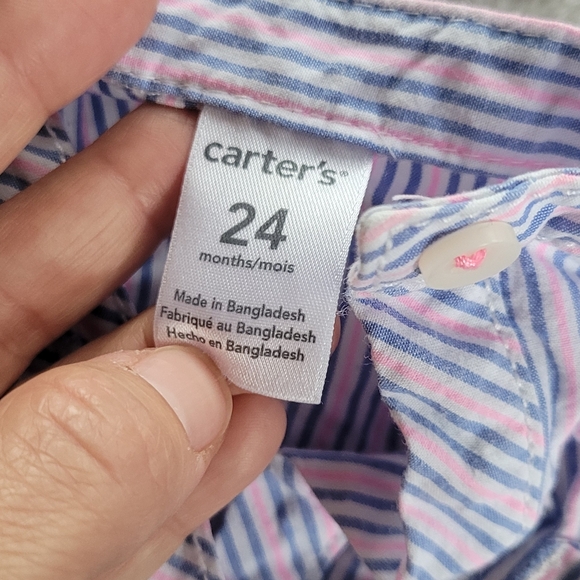 carter's®
24
months/mois
Made in Bangladesh
Fabriqué au Bangladesh
Hecho en Bangladesh